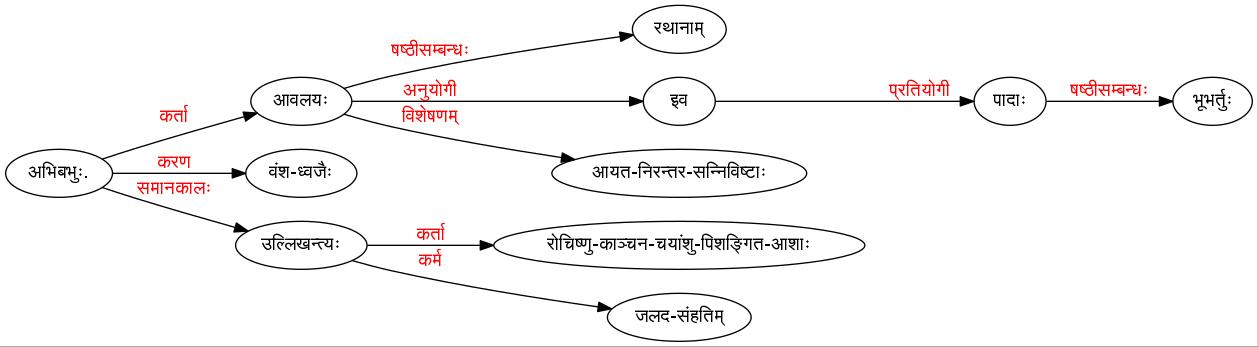 रथानाम्
षष्ठीसम्बन्धः
आवलयः
अनुयोगी
इव
प्रतियोगी
पादाः
षष्ठीसम्बन्धः
भूभर्तुः
कर्ता
विशेषणम्
अभिबभुः.
करण
वंश-ध्वजैः
आयत-निरन्तर-सन्निविष्टाः
समानकालः
उल्लिखन्त्यः
कर्ता
रोचिष्णु-काञ्चन-चयांशु-पिशङ्गित-आशाः
कर्म
जलद-संहतिम्